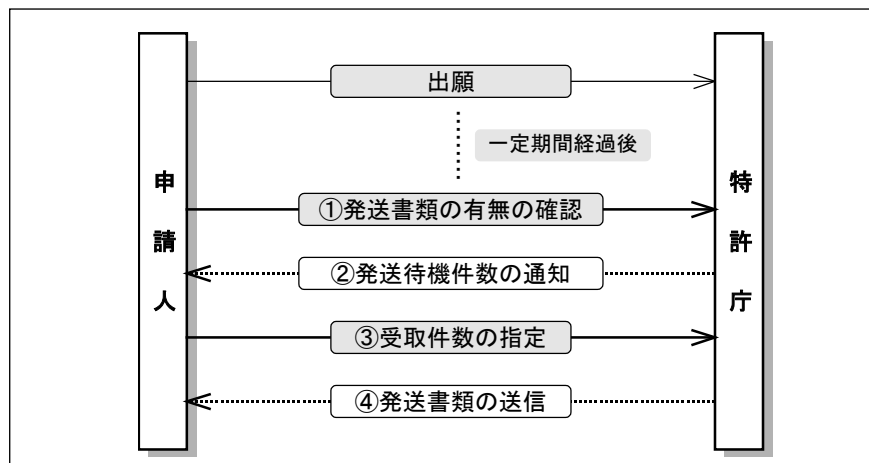 出願
一定期間経過後
申請人
特許庁
①発送書類の有無の確認
②発送待機件数の通知
③受取件数の指定
④発送書類の送信